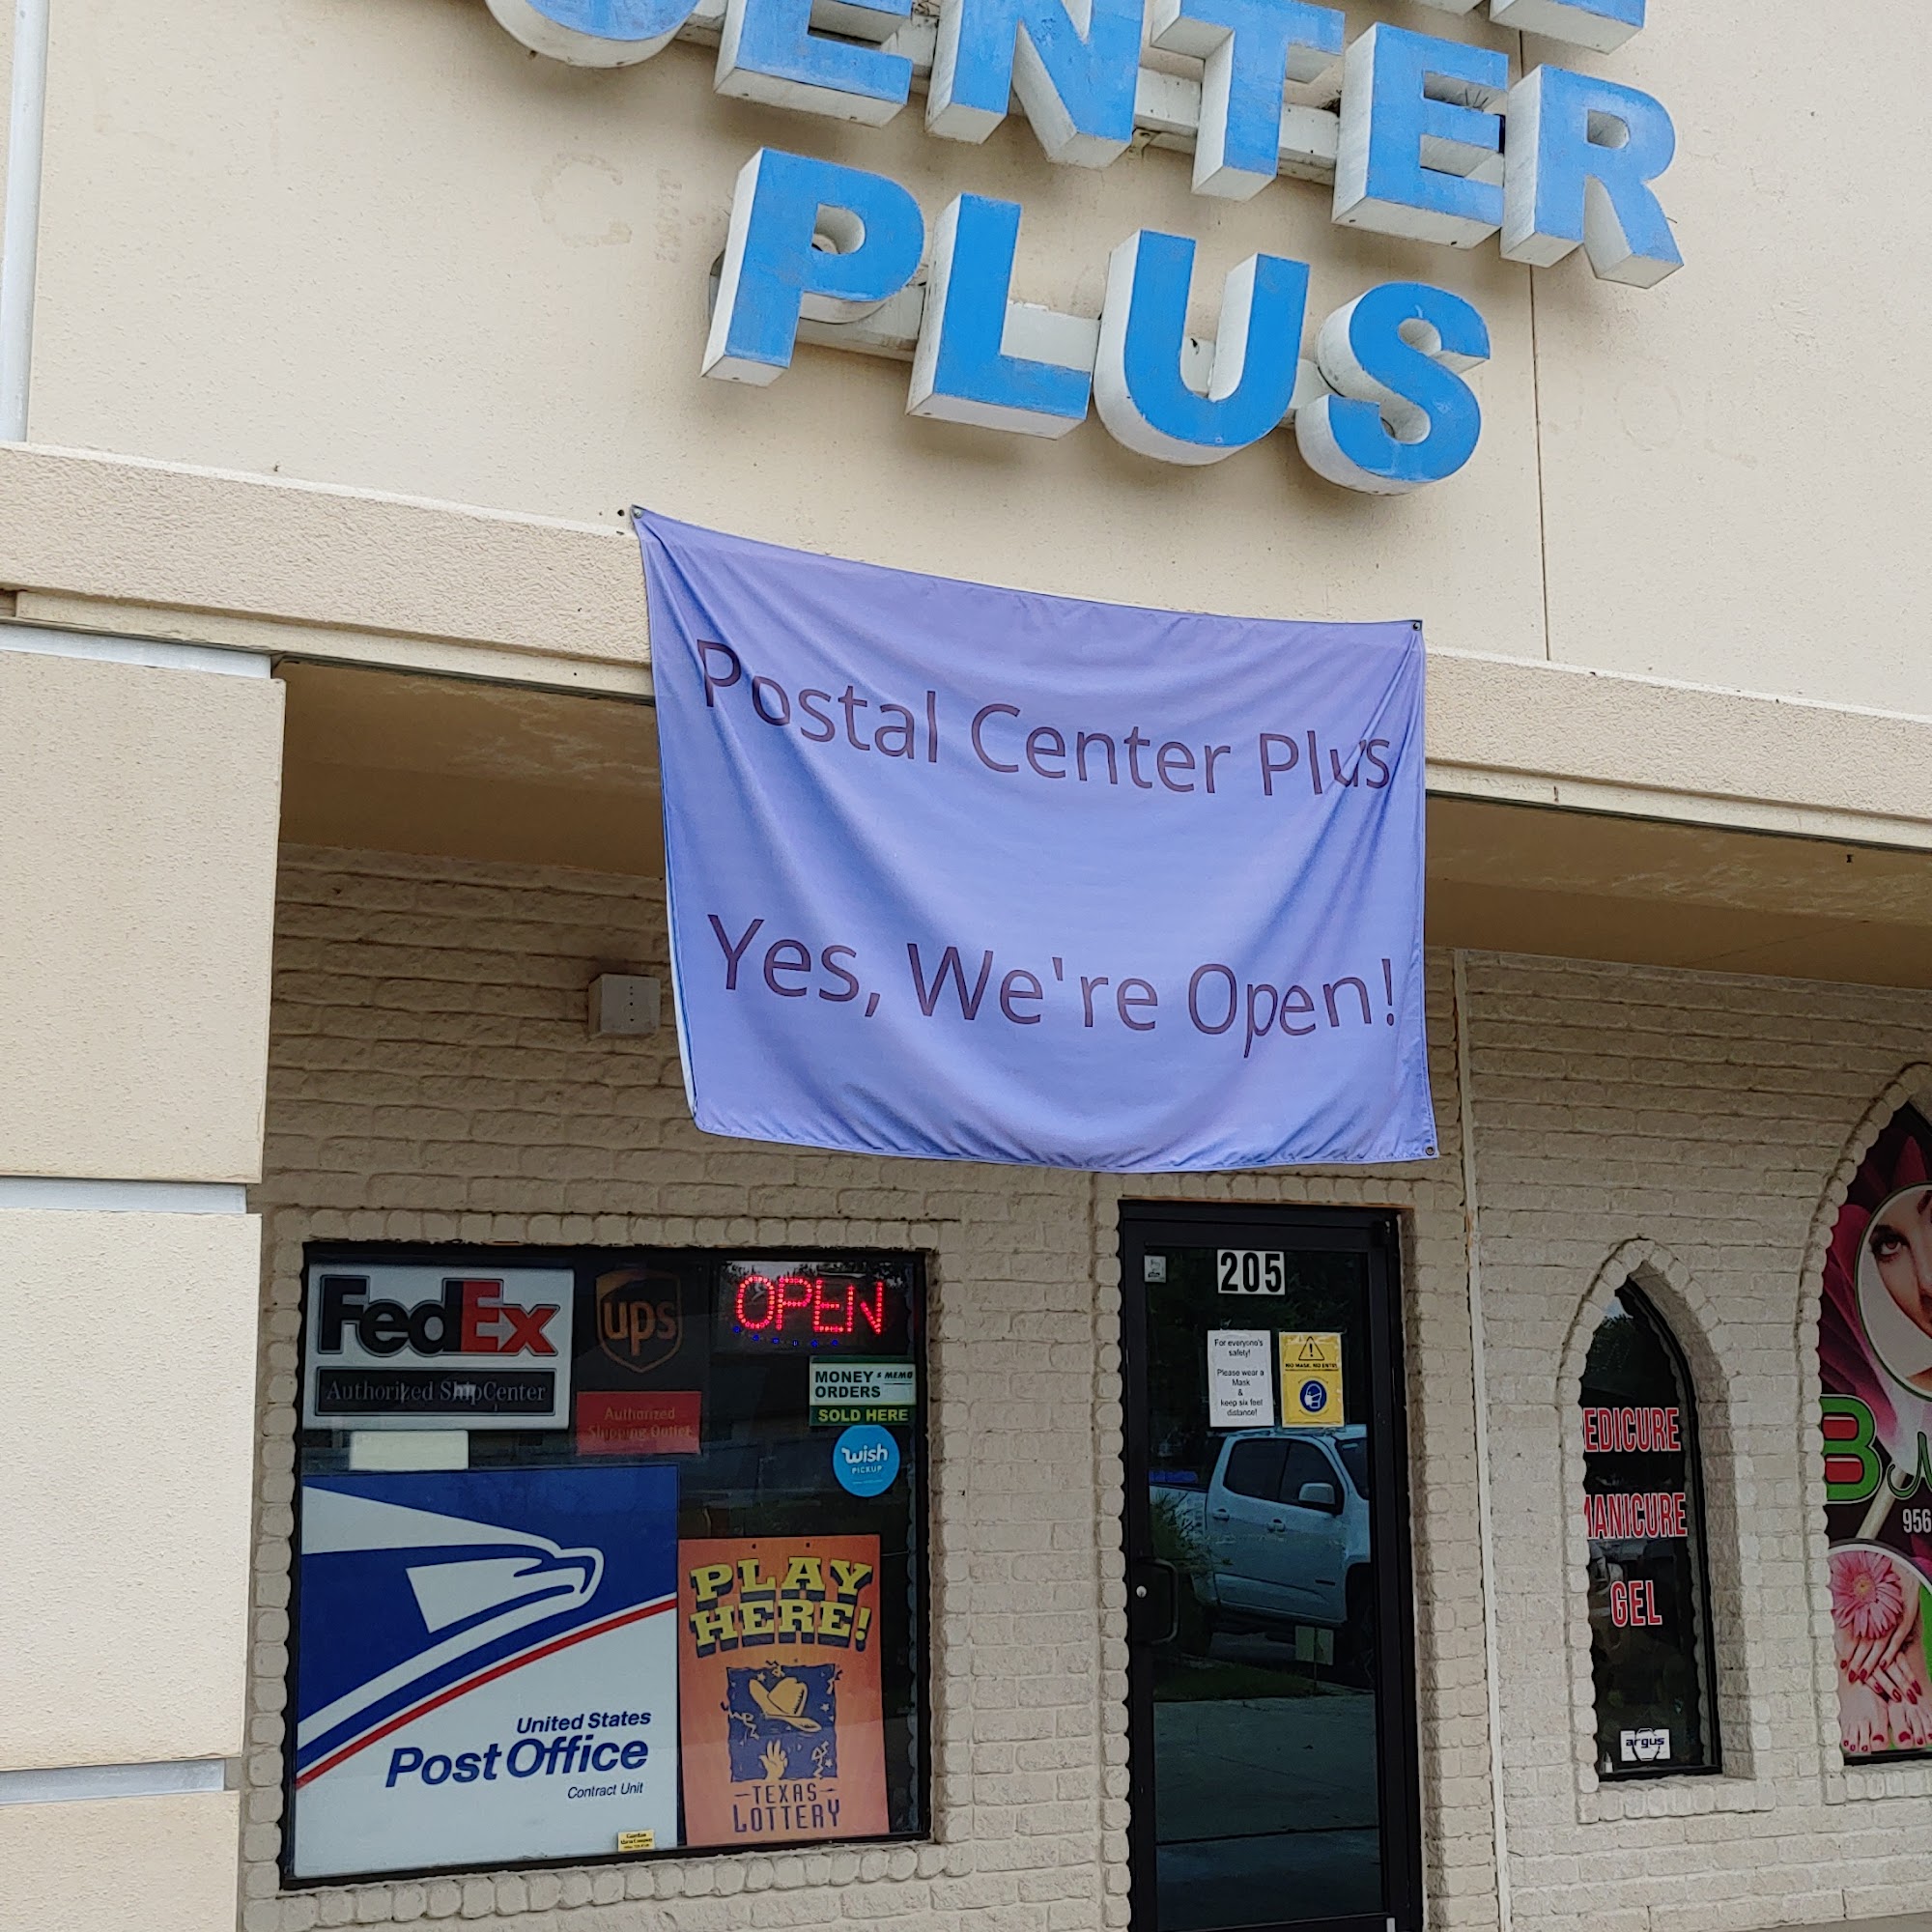 CENTER
PLUS
Postal Center Plus
Yes, We're Open!
FedEx
Authorized ShipCenter
ups
Authorized
Shipping Outlet
OPEN
MONEY & MEMO
ORDERS
SOLD HERE
wish
PICKUP
United States
Post Office
Contract Unit
PLAY
HERE!
TEXAS
LOTTERY
205
For everyone's
safety!
Please wear a
Mask
&
keep six feet
distance!
NO MASK, NO ENTRY
EDICURE
MANICURE
GEL
argus
B
956